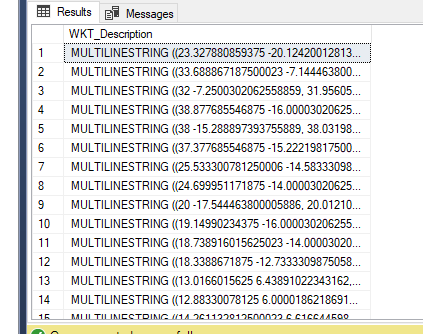 Results Messages
WKT_Description
1 MULTILINESTRING ((23.327880859375 -20.12420012813...
2 MULTILINESTRING ((33.688867187500023 -7.144463800...
3 MULTILINESTRING ((32 -7.2500302062558859, 31.95605...
4 MULTILINESTRING ((38.877685546875 -16.00003020625...
5 MULTILINESTRING ((38 -15.288897393755889, 38.03198...
6 MULTILINESTRING ((37.377685546875 -15.22219817500...
7 MULTILINESTRING ((25.533300781250006 -14.58333098...
8 MULTILINESTRING ((24.699951171875 -14.00003020625...
9 MULTILINESTRING ((20 -17.544463800005886, 20.01210...
10 MULTILINESTRING ((19.14990234375 -16.000030206255...
11 MULTILINESTRING ((18.738916015625023 -14.00003020...
12 MULTILINESTRING ((18.3388671875 -12.7333309875058...
13 MULTILINESTRING ((13.0166015625 6.43891022343162,...
14 MULTILINESTRING ((12.88330078125 6.0000186218691...
15 MULTILINESTRING